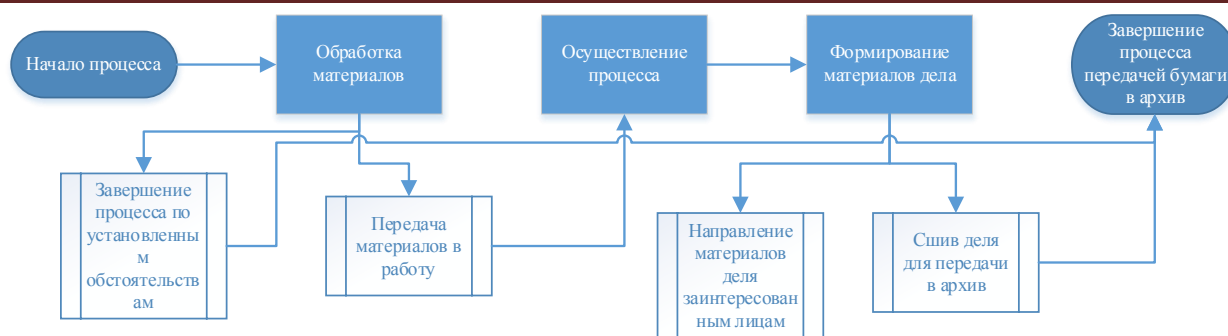 Начало процесса
Обработка
материалов
Осуществление
процесса
Формирование
материалов дела
Завершение
процесса
передачей бумаги
в архив
Завершение
процесса по
установленны
м
обстоятельств
ам
Передача
материалов в
работу
Направление
материалов
деля
заинтересован
ным лицам
Сшив деля
для передачи
в архив